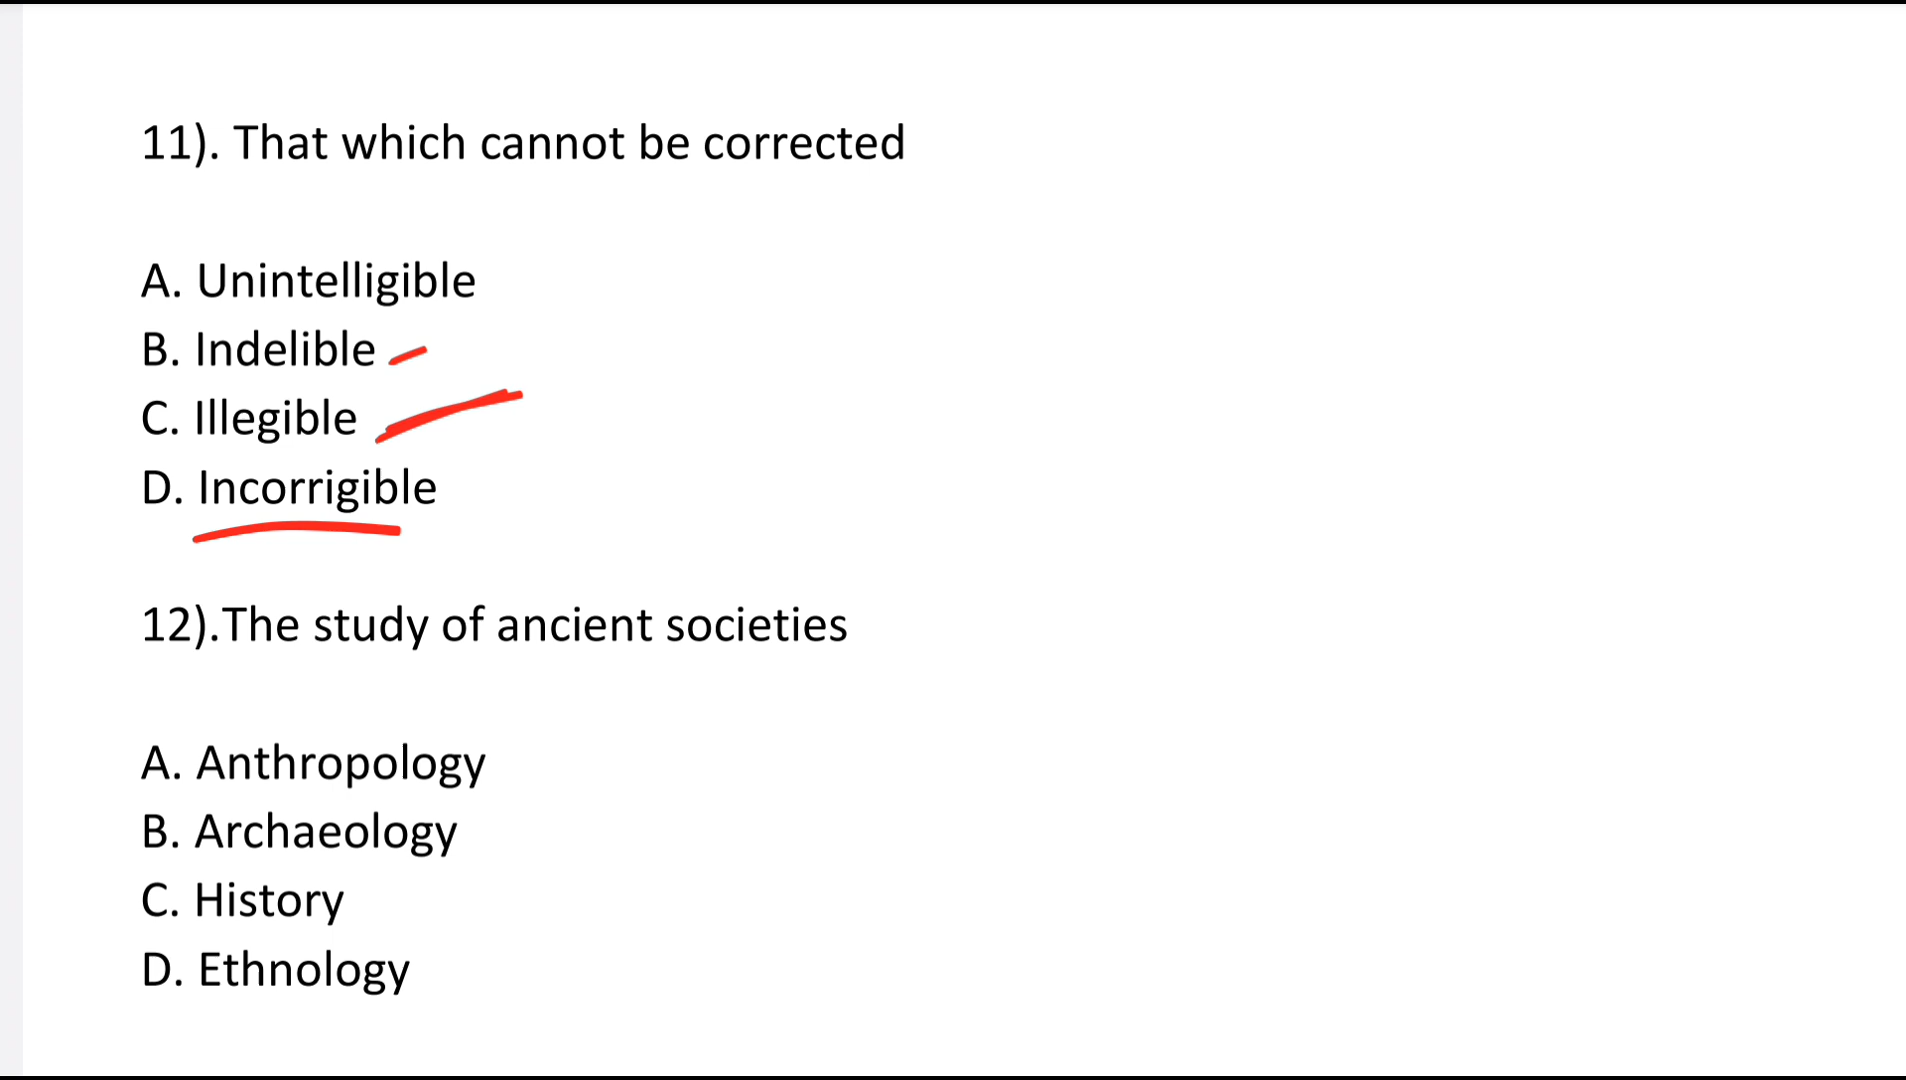 11). That which cannot be corrected
A. Unintelligible
B. Indelible
C. Illegible
D. Incorrigible
12).The study of ancient societies
A. Anthropology
B. Archaeology
C. History
D. Ethnology